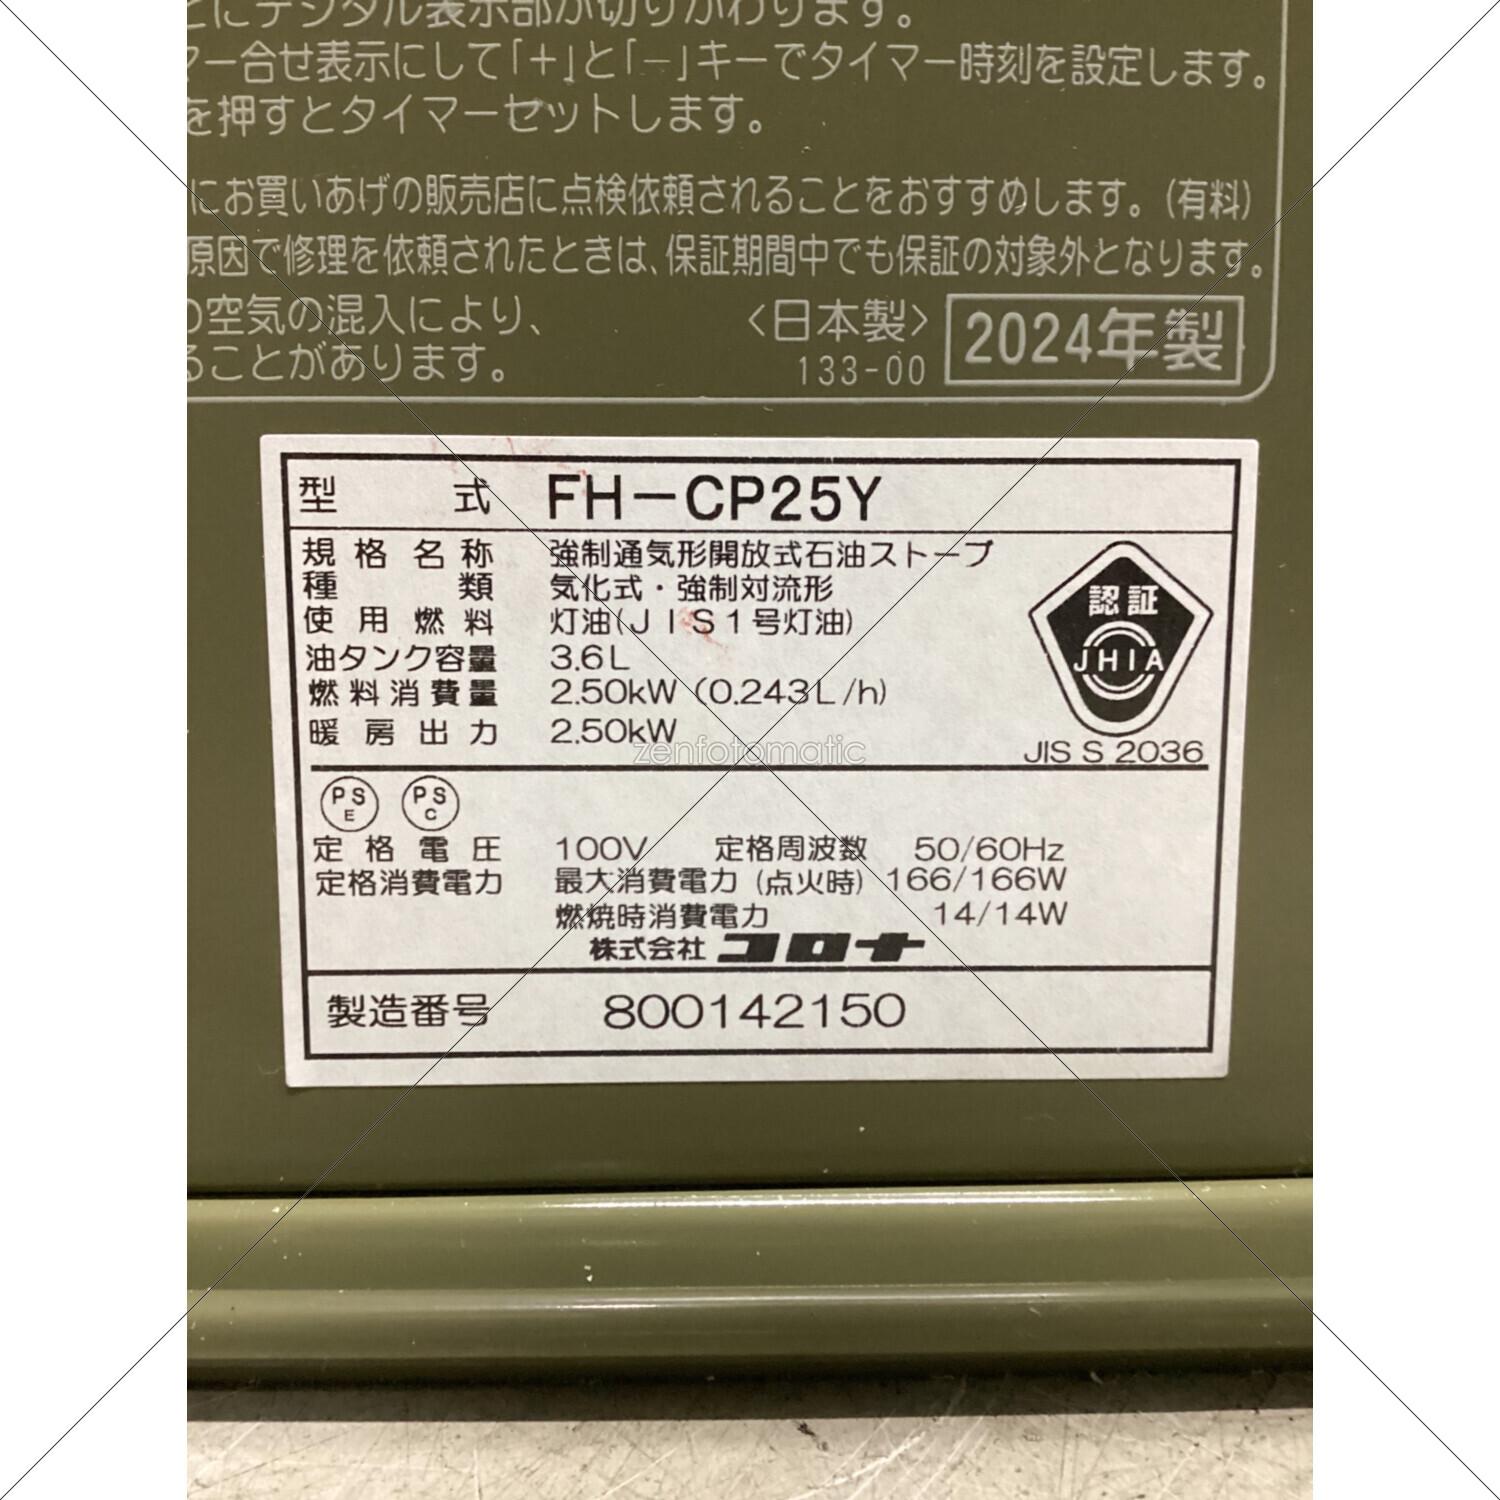 とにデジタル表示部が切りかわります。
マー合せ表示にして「＋」と「－」キーでタイマー時刻を設定します。
を押すとタイマーセットします。
にお買いあげの販売店に点検依頼されることをおすすめします。(有料)
原因で修理を依頼されたときは、保証期間中でも保証の対象外となります。
の空気の混入により、
ることがあります。
〈日本製〉
133-00
2024年製
型式 FH-CP25Y
規格名称 強制通気形開放式石油ストーブ
種類 気化式・強制対流形
使用燃料 灯油(JIS1号灯油)
油タンク容量 3.6L
燃料消費量 2.50kW (0.243L/h)
暖房出力 2.50kW
認証
JHIA
JIS S 2036
zenfotomatic
PS E PS C
定格電圧 100V 定格周波数 50/60Hz
定格消費電力 最大消費電力 (点火時) 166/166W
燃焼時消費電力 14/14W
株式会社 コロナ
製造番号 800142150